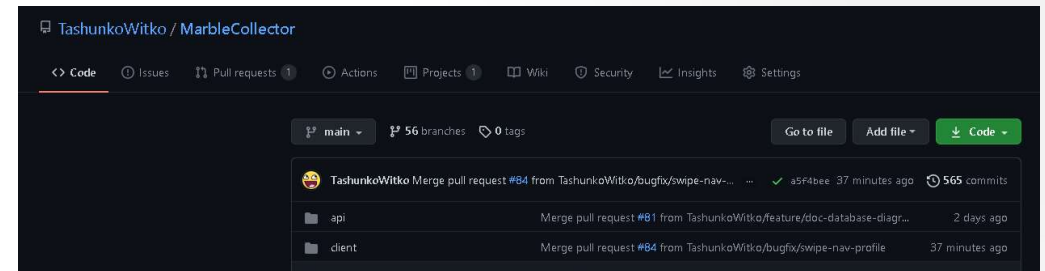 TashunkoWitko / MarbleCollector
<> Code Issues Pull requests 1 Actions Projects 1 Wiki Security Insights Settings
main 56 branches 0 tags Go to file Add file Code
TashunkoWitko Merge pull request #84 from TashunkoWitko/bugfix/swipe-nav-... ... a5f4bee 37 minutes ago 565 commits
api Merge pull request #81 from TashunkoWitko/feature/doc-database-diagr... 2 days ago
client Merge pull request #84 from TashunkoWitko/bugfix/swipe-nav-profile 37 minutes ago